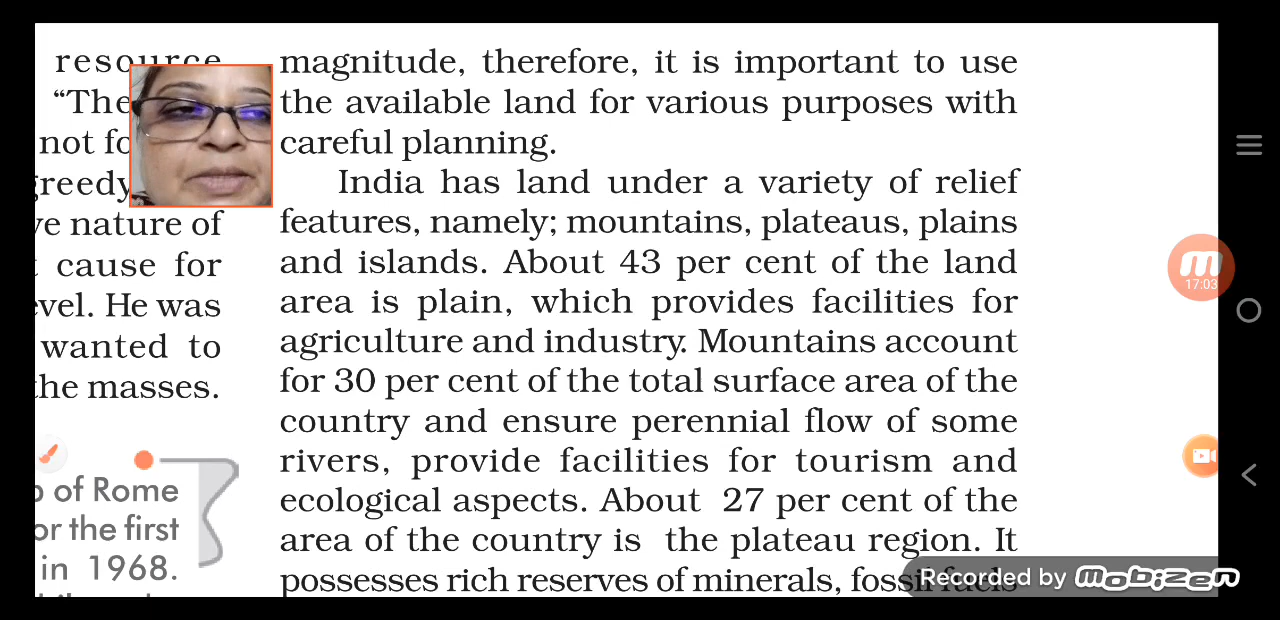 resource
“The
not fo
greedy
ve nature of
cause for
evel. He was
wanted to
the masses.
of Rome
or the first
in 1968.
magnitude, therefore, it is important to use
the available land for various purposes with
careful planning.
India has land under a variety of relief
features, namely; mountains, plateaus, plains
and islands. About 43 per cent of the land
area is plain, which provides facilities for
agriculture and industry. Mountains account
for 30 per cent of the total surface area of the
country and ensure perennial flow of some
rivers, provide facilities for tourism and
ecological aspects. About 27 per cent of the
area of the country is the plateau region. It
possesses rich reserves of minerals, fossil fuels
17:03
Recorded by Mobizen